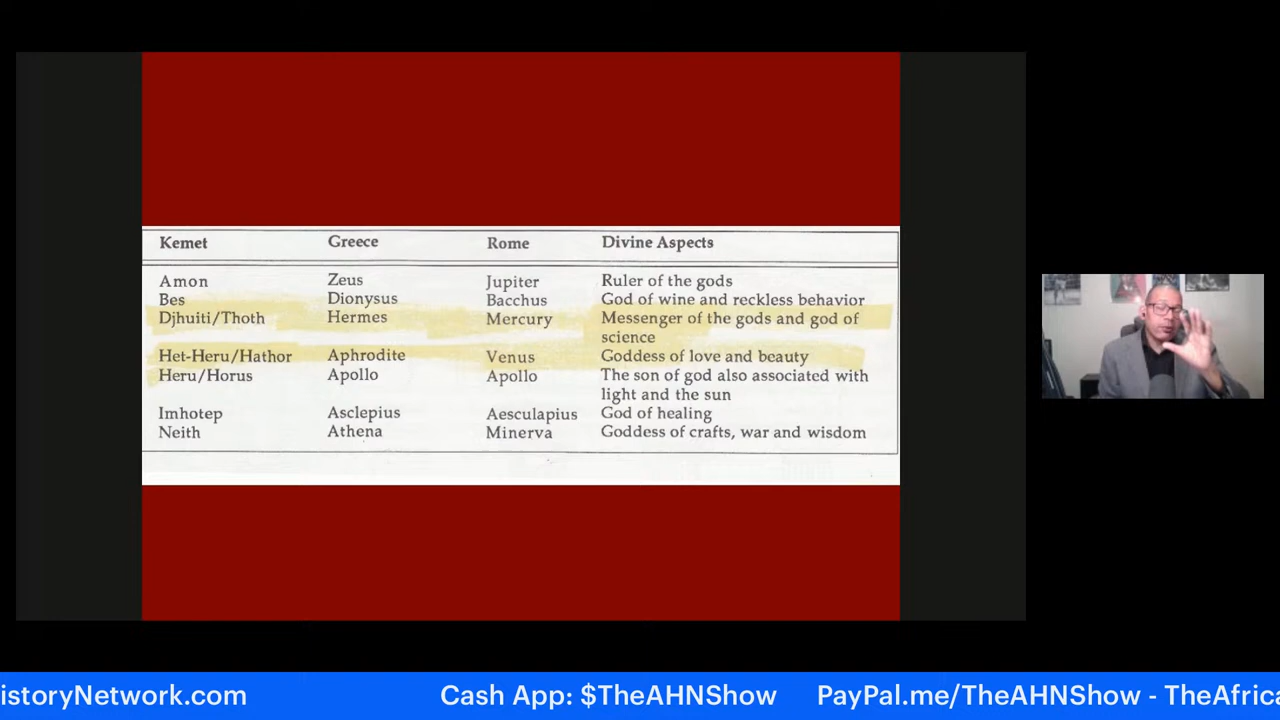 Kemet Greece Rome Divine Aspects
Amon Zeus Jupiter Ruler of the gods
Bes Dionysus Bacchus God of wine and reckless behavior
Djhuiti/Thoth Hermes Mercury Messenger of the gods and god of
science
Het-Heru/Hathor Aphrodite Venus Goddess of love and beauty
Heru/Horus Apollo Apollo The son of god also associated with
light and the sun
Imhotep Asclepius Aesculapius God of healing
Neith Athena Minerva Goddess of crafts, war and wisdom
istoryNetwork.com Cash App: $TheAHNShow PayPal.me/TheAHNShow - TheAfrica